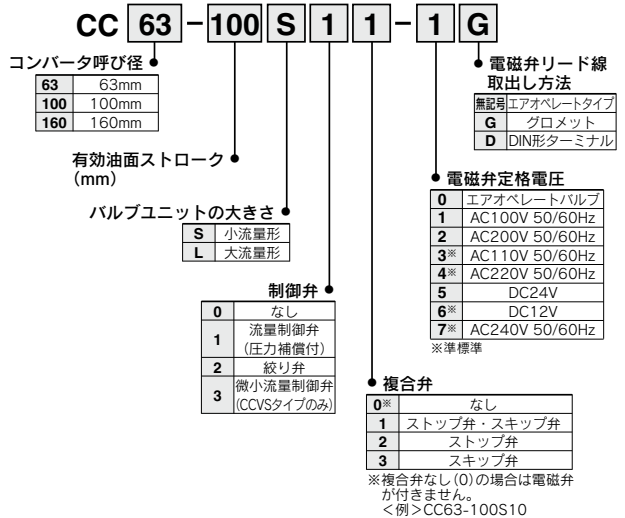 CC 63-100 S 1 1-1 G
コンバータ呼び径
63 63mm
100 100mm
160 160mm
有効油面ストローク
(mm)
バルブユニットの大きさ
S 小流量形
L 大流量形
制御弁
0 なし
1 流量制御弁
(圧力補償付)
2 絞り弁
3 微小流量制御弁
(CCVSタイプのみ)
複合弁
0※ なし
1 ストップ弁・スキップ弁
2 ストップ弁
3 スキップ弁
※複合弁なし(0)の場合は電磁弁
が付きません。
<例>CC63-100S10
電磁弁定格電圧
0 エアオペレートバルブ
1 AC100V 50/60Hz
2 AC200V 50/60Hz
3※ AC110V 50/60Hz
4※ AC220V 50/60Hz
5 DC24V
6※ DC12V
7※ AC240V 50/60Hz
※準標準
電磁弁リード線
取出し方法
無記号 エアオペレートタイプ
G グロメット
D DIN形ターミナル